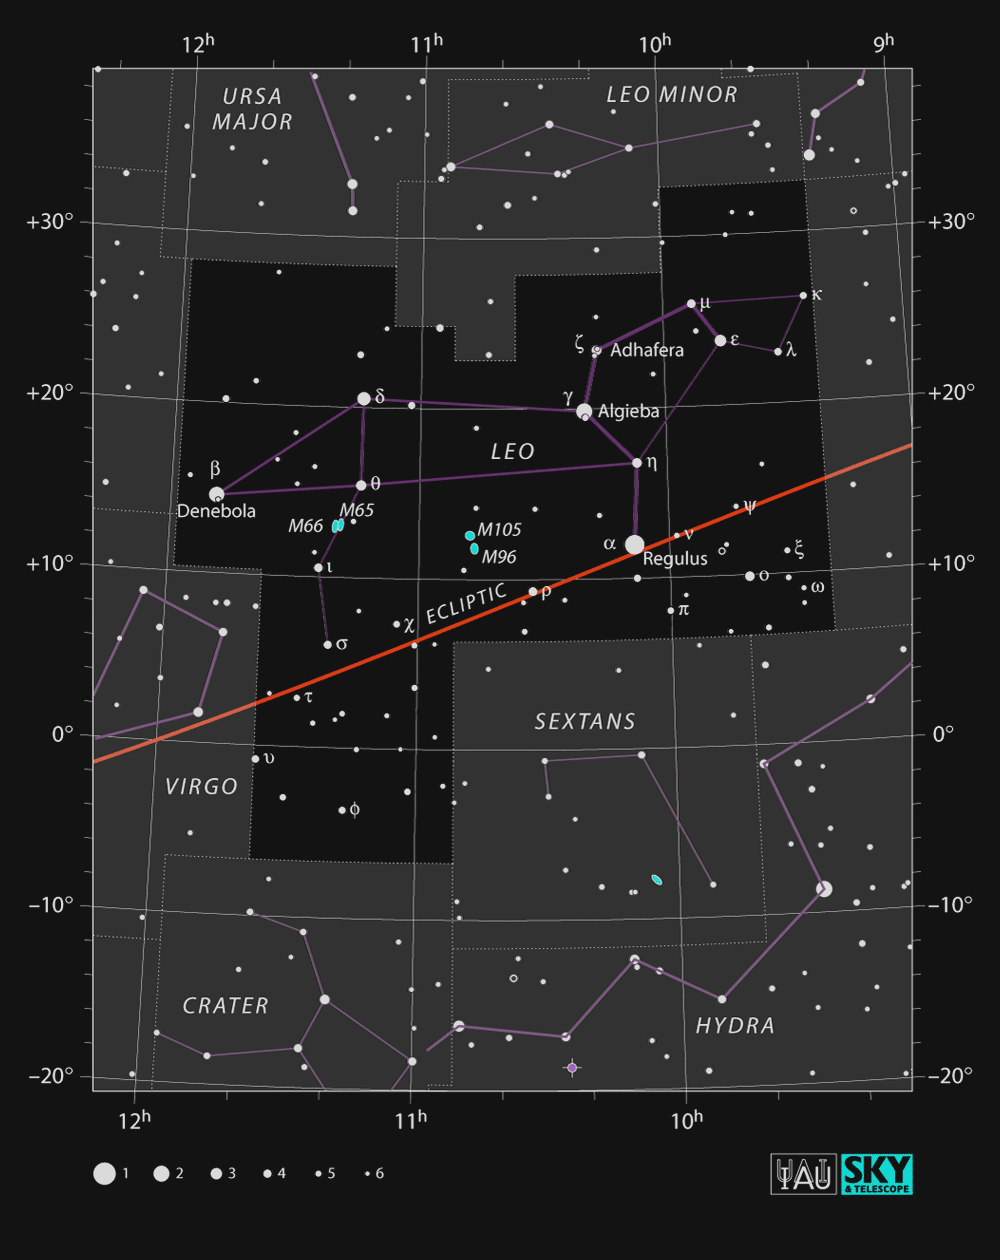 12h 11h 10h 9h
URSA
MAJOR
LEO MINOR
+30° +30°
κ
μ
ε
λ
ζ Adhafera
+20° +20°
δ
γ Algieba
LEO
η
β
Denebola
θ
M66 M65
M105
M96
ψ
α
Regulus
ν
ξ
+10° +10°
ι
ο
ω
ρ
ECLIPTIC
π
χ
σ
τ
0° 0°
SEXTANS
υ
VIRGO
ϕ
−10° −10°
CRATER
HYDRA
−20° −20°
12h 11h 10h
1 2 3 4 5 6
IAU
SKY
& TELESCOPE